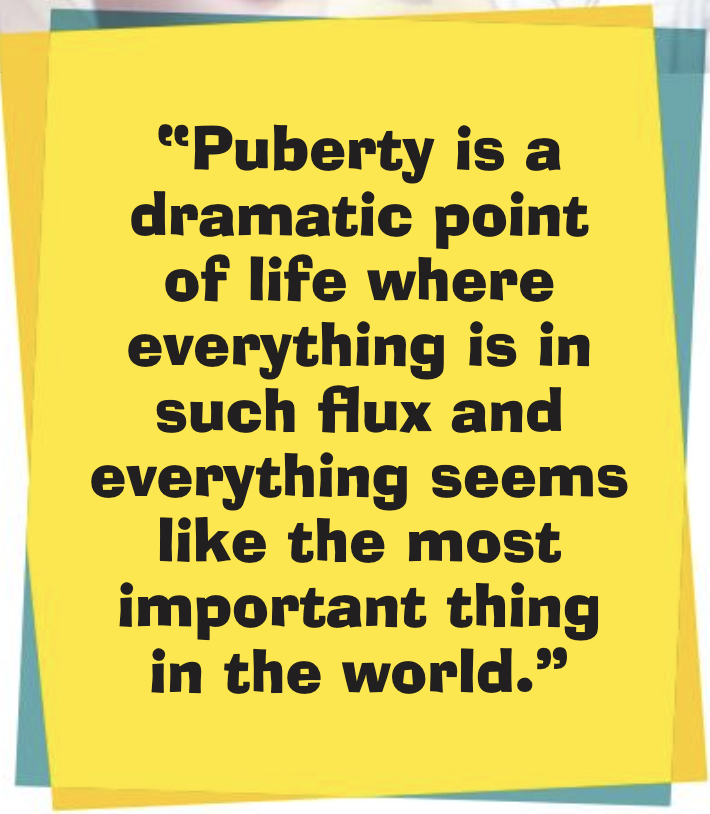 “Puberty is a
dramatic point
of life where
everything is in
such flux and
everything seems
like the most
important thing
in the world.”